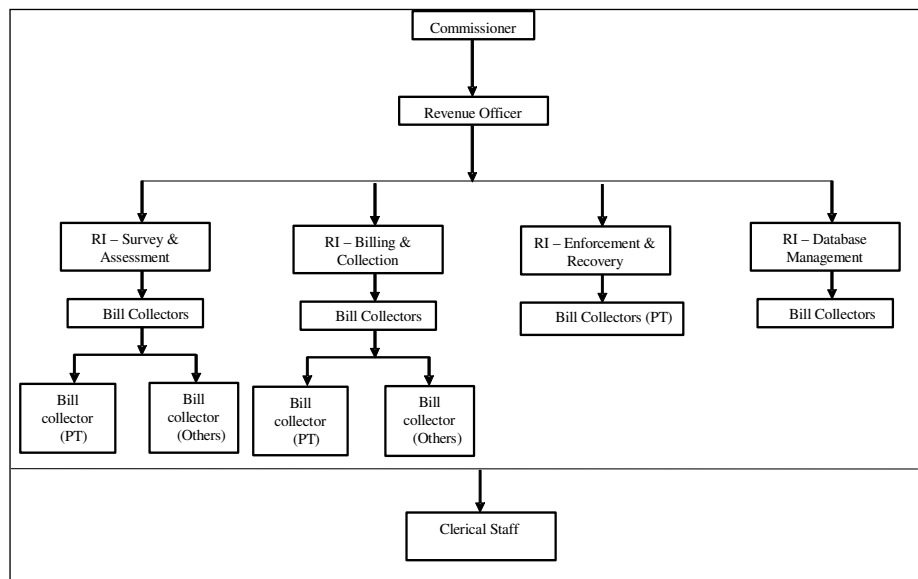 Commissioner
Revenue Officer
RI – Survey &
Assessment
RI – Billing &
Collection
RI – Enforcement &
Recovery
RI – Database
Management
Bill Collectors
Bill Collectors
Bill Collectors (PT)
Bill Collectors
Bill
collector
(PT)
Bill
collector
(Others)
Bill
collector
(PT)
Bill
collector
(Others)
Clerical Staff